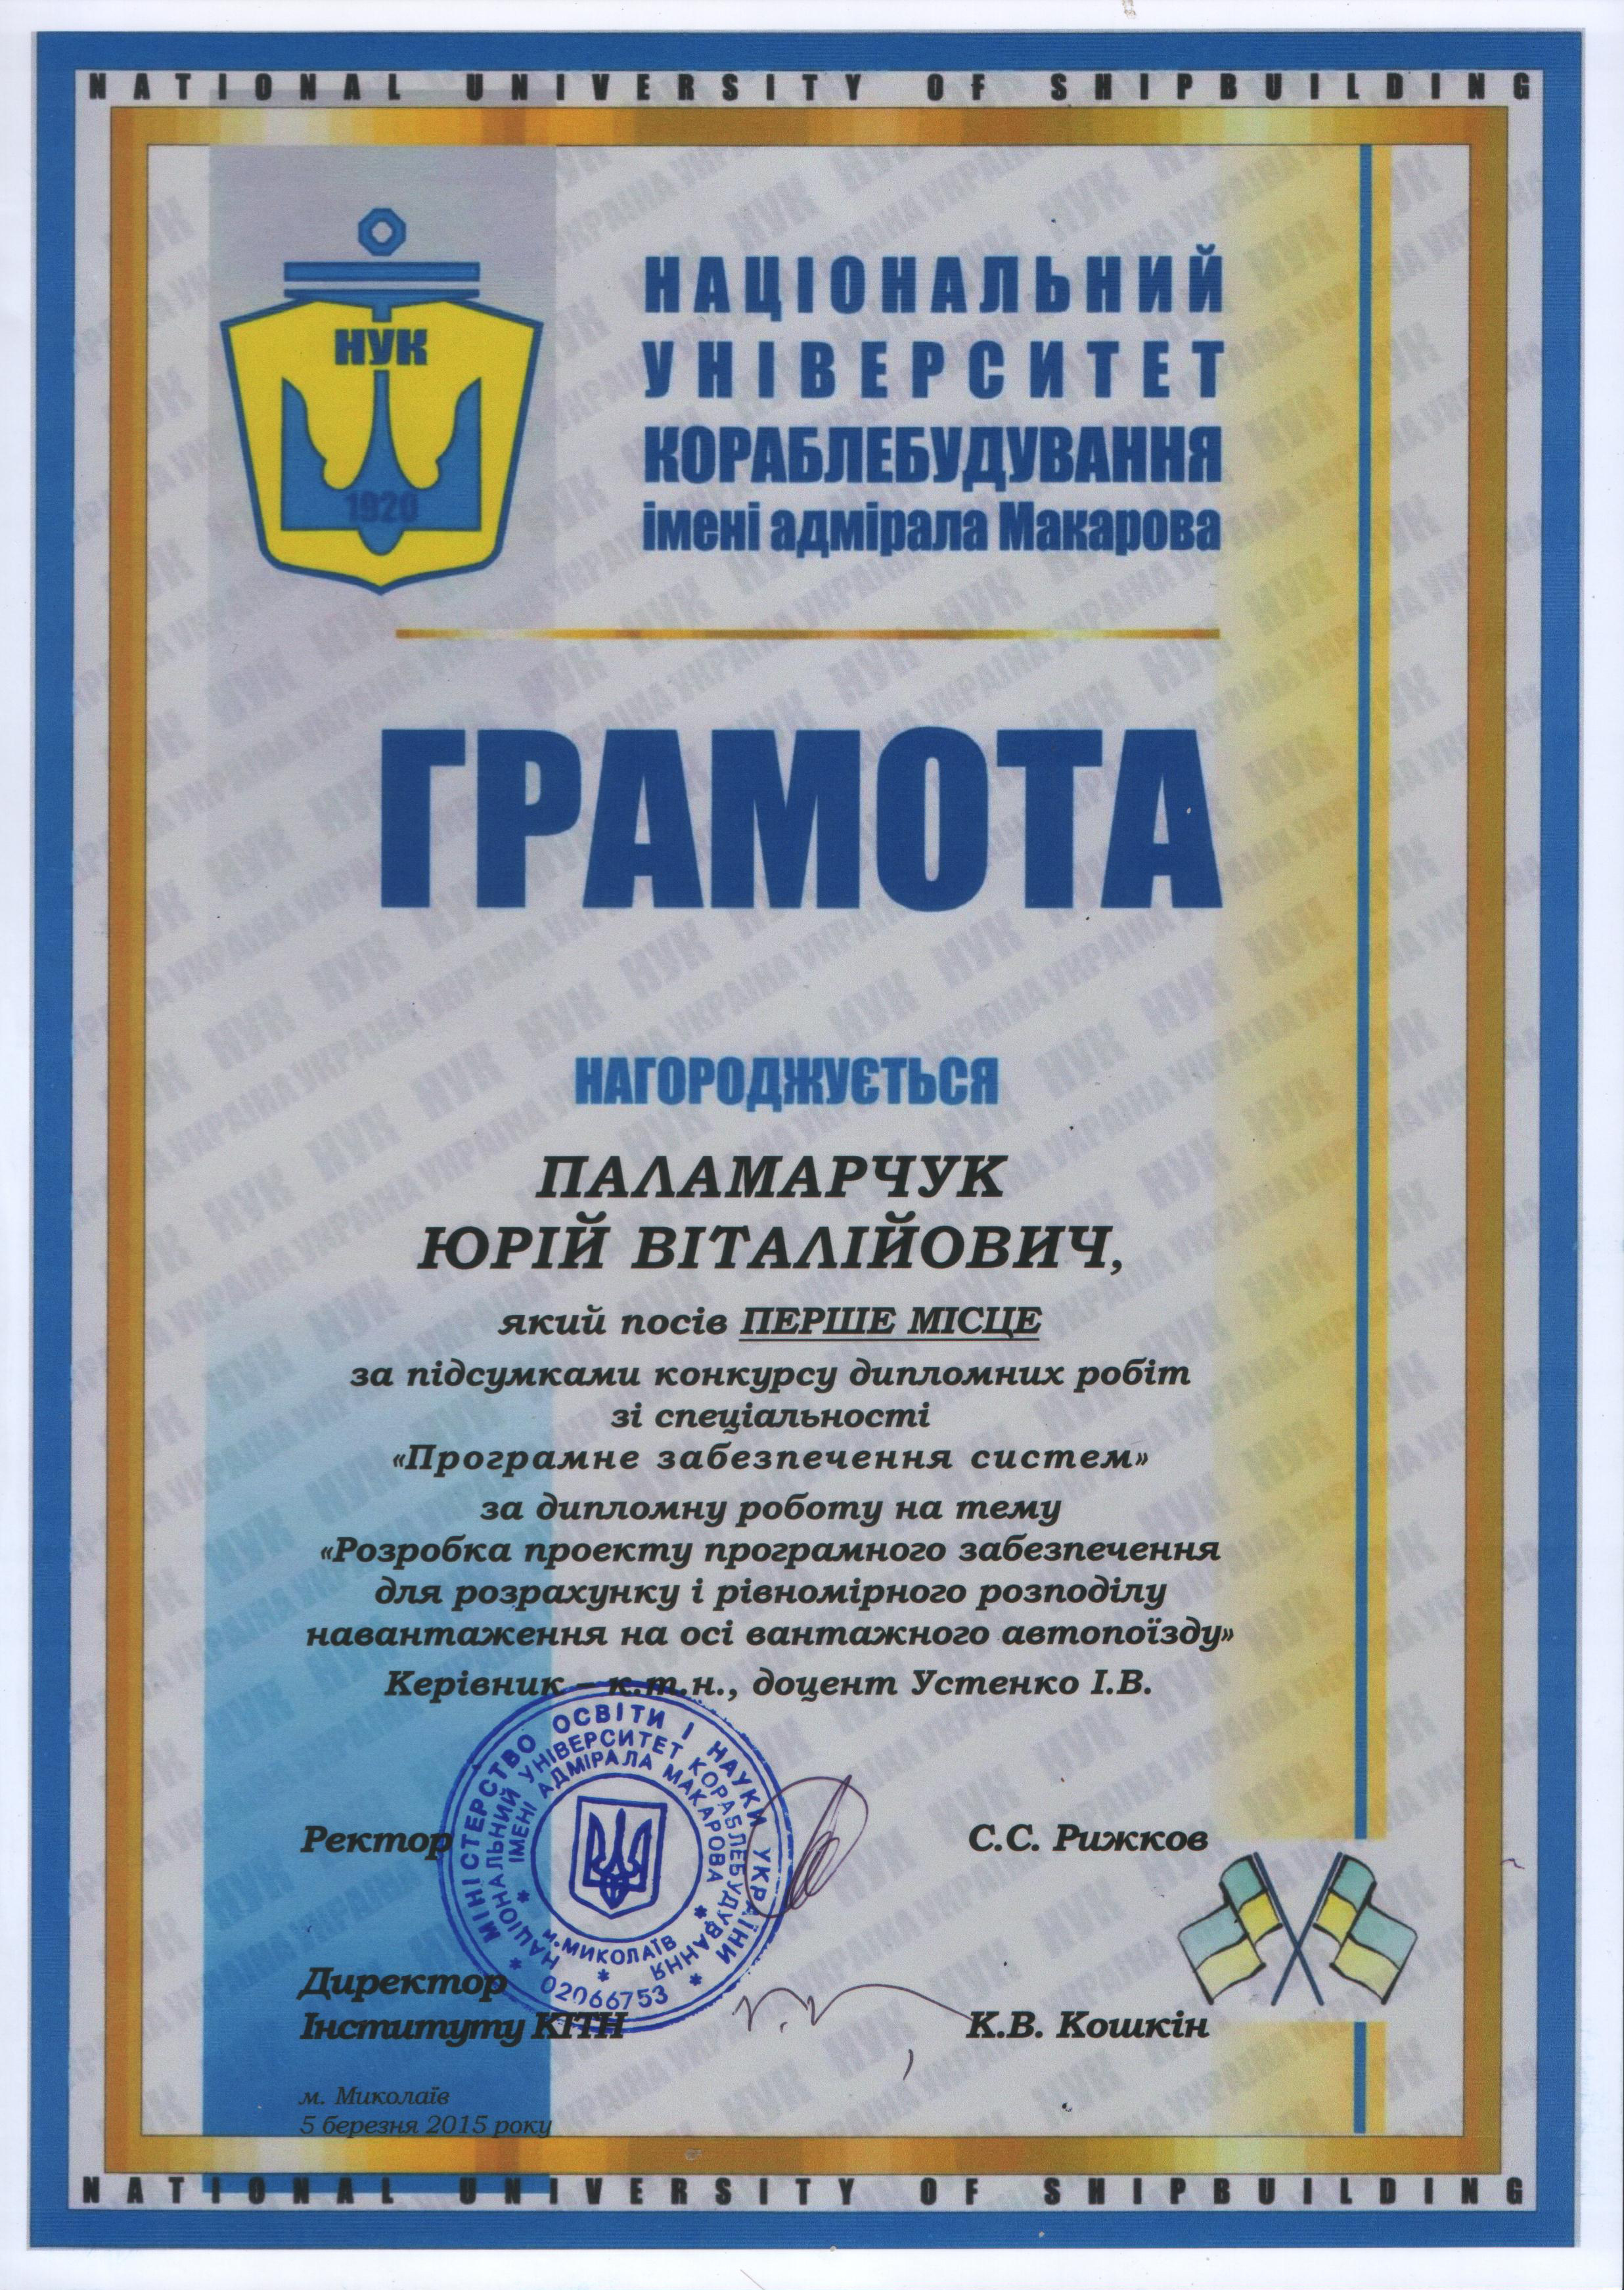 NATIONAL UNIVERSITY OF SHIPBUILDING
НУК
1920
НАЦІОНАЛЬНИЙ
УНІВЕРСИТЕТ
КОРАБЛЕБУДУВАННЯ
імені адмірала Макарова
ГРАМОТА
НАГОРОДЖУЄТЬСЯ
ПАЛАМАРЧУК
ЮРІЙ ВІТАЛІЙОВИЧ,
який посів ПЕРШЕ МІСЦЕ
за підсумками конкурсу дипломних робіт
зі спеціальності
«Програмне забезпечення систем»
за дипломну роботу на тему
«Розробка проекту програмного забезпечення
для розрахунку і рівномірного розподілу
навантаження на осі вантажного автопоїзду»
Керівник – к.т.н., доцент Устенко І.В.
МІНІСТЕРСТВО ОСВІТИ І НАУКИ УКРАЇНИ
НАЦІОНАЛЬНИЙ УНІВЕРСИТЕТ КОРАБЛЕБУДУВАННЯ
ІМЕНІ АДМІРАЛА МАКАРОВА
м.МИКОЛАЇВ
* 02066753 *
Ректор С.С. Рижков
Директор
Інституту КІТН К.В. Кошкін
м. Миколаїв
5 березня 2015 року
NATIONAL UNIVERSITY OF SHIPBUILDING